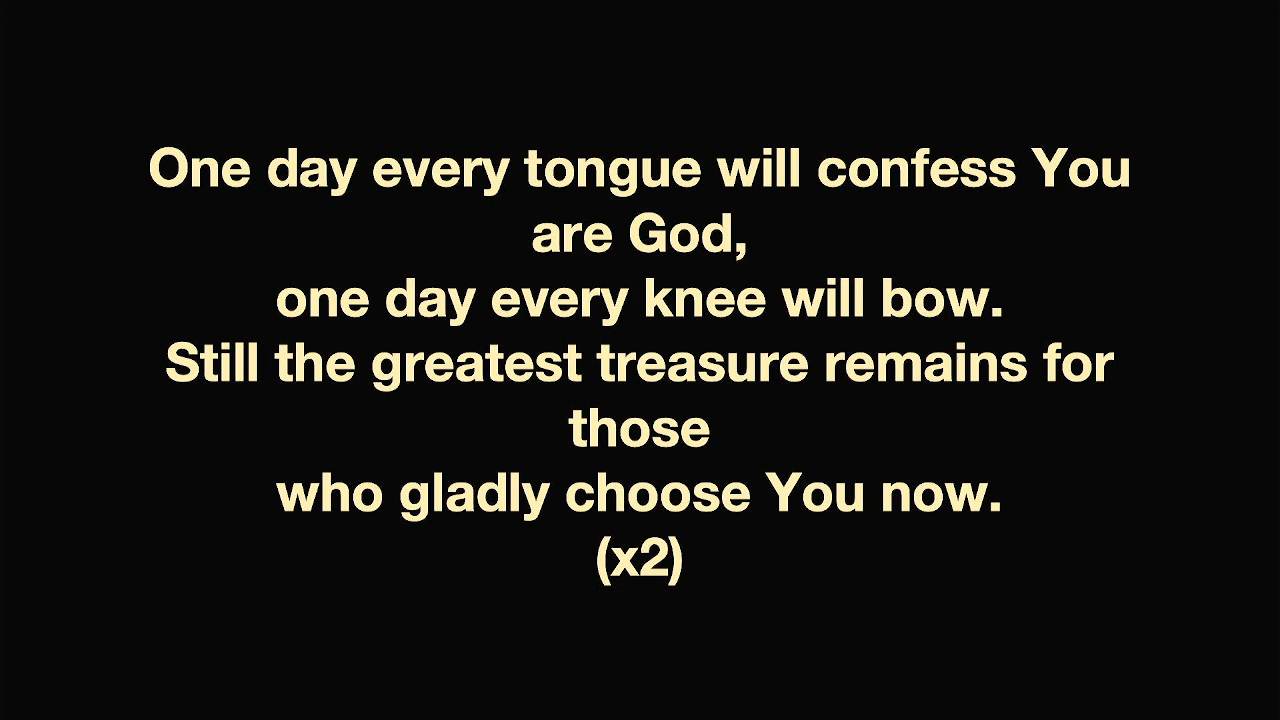 One day every tongue will confess You
are God,
one day every knee will bow.
Still the greatest treasure remains for
those
who gladly choose You now.
(x2)